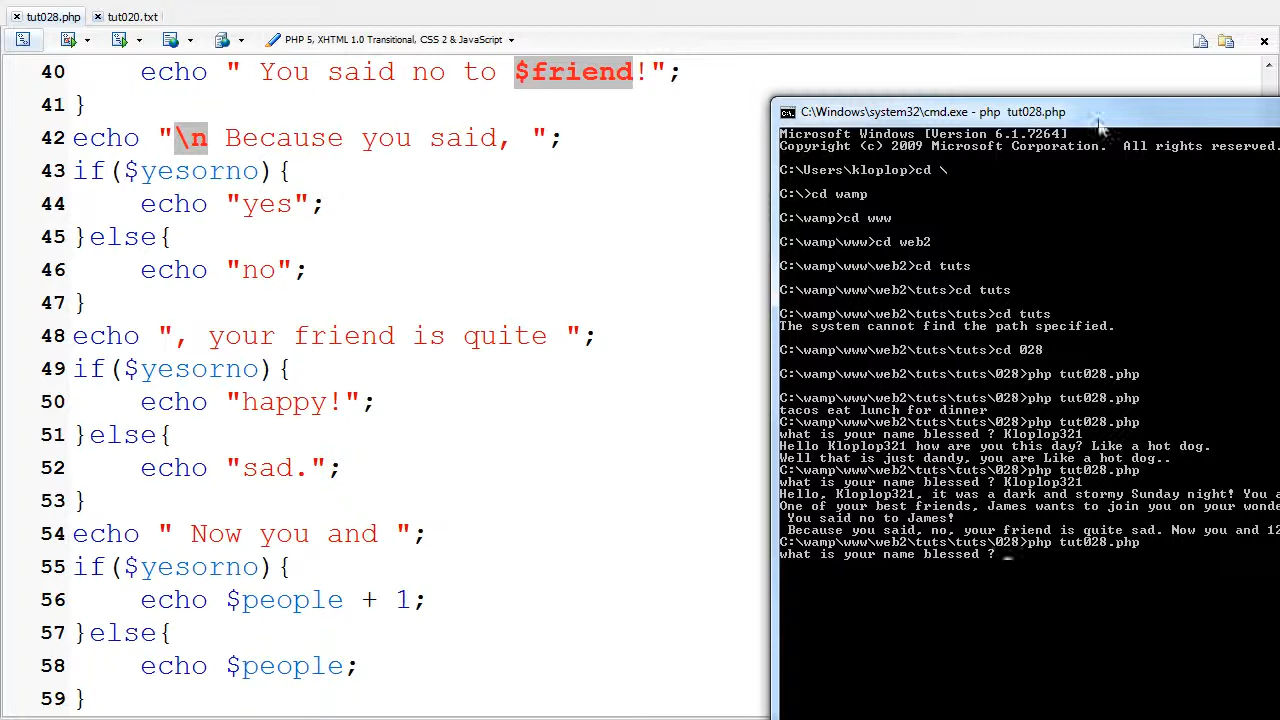 tut028.php tut020.txt
PHP 5, XHTML 1.0 Transitional, CSS 2 & JavaScript
40 echo " You said no to $friend!";
41 }
42 echo "\n Because you said, ";
43 if($yesorno){
44 echo "yes";
45 }else{
46 echo "no";
47 }
48 echo ", your friend is quite ";
49 if($yesorno){
50 echo "happy!";
51 }else{
52 echo "sad.";
53 }
54 echo " Now you and ";
55 if($yesorno){
56 echo $people + 1;
57 }else{
58 echo $people;
59 }
C:\Windows\system32\cmd.exe - php tut028.php
Microsoft Windows [Version 6.1.7264]
Copyright (c) 2009 Microsoft Corporation. All rights reserved.
C:\Users\kloplop>cd \
C:\>cd wamp
C:\wamp>cd www
C:\wamp\www>cd web2
C:\wamp\www\web2>cd tuts
C:\wamp\www\web2\tuts>cd tuts
C:\wamp\www\web2\tuts\tuts>cd tuts
The system cannot find the path specified.
C:\wamp\www\web2\tuts\tuts>cd 028
C:\wamp\www\web2\tuts\tuts\028>php tut028.php
C:\wamp\www\web2\tuts\tuts\028>php tut028.php
tacos eat lunch for dinner
C:\wamp\www\web2\tuts\tuts\028>php tut028.php
what is your name blessed ? Kloplop321
Hello Kloplop321 how are you this day? Like a hot dog.
Well that is just dandy, you are Like a hot dog..
C:\wamp\www\web2\tuts\tuts\028>php tut028.php
what is your name blessed ? Kloplop321
Hello, Kloplop321, it was a dark and stormy Sunday night! You a
One of your best friends, James wants to join you on your wonde
You said no to James!
Because you said, no, your friend is quite sad. Now you and 12
C:\wamp\www\web2\tuts\tuts\028>php tut028.php
what is your name blessed ? _